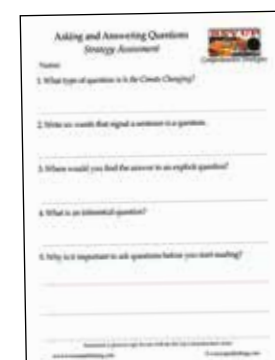 Asking and Answering Questions
Strategy Assessment
Name:
1. What type of question is Is the Climate Changing?
2. Write six words that signal a sentence is a question.
3. Where would you find the answer to an explicit question?
4. What is an inferential question?
5. Why is it important to ask questions before you start reading?